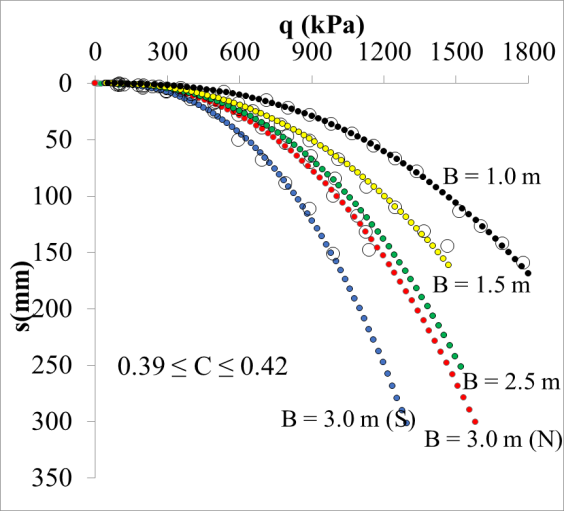 q (kPa)
0 300 600 900 1200 1500 1800
0
50
100
150
200
250
300
350
s(mm)
B = 1.0 m
B = 1.5 m
0.39 ≤ C ≤ 0.42
B = 2.5 m
B = 3.0 m (S)
B = 3.0 m (N)